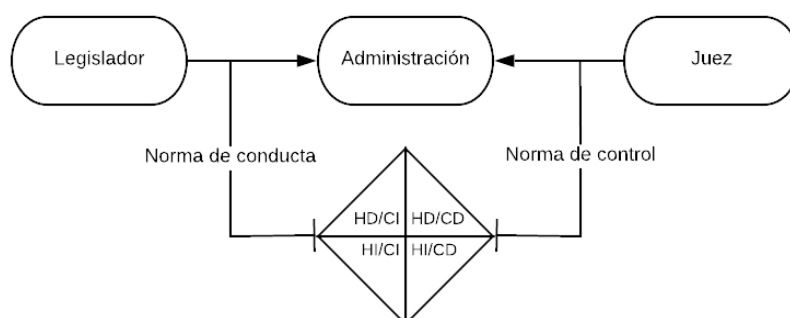 Legislador
Administración
Juez
Norma de conducta
Norma de control
HD/CI
HD/CD
HI/CI
HI/CD